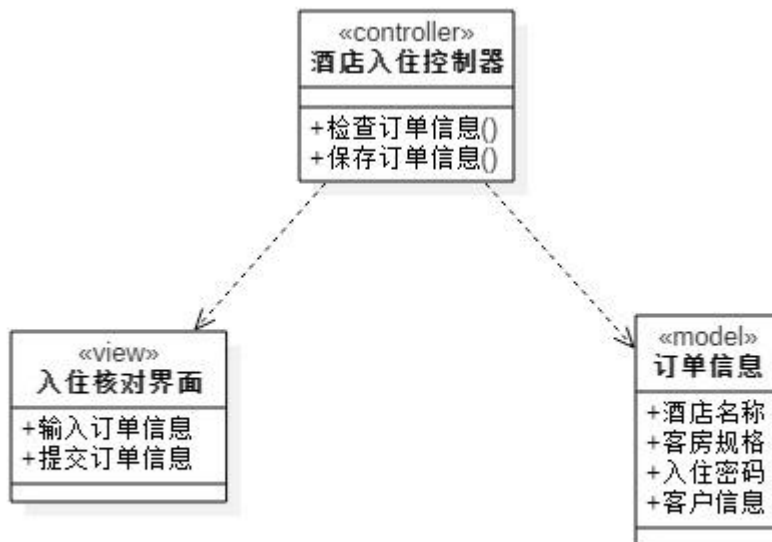 «controller»
酒店入住控制器
+检查订单信息()
+保存订单信息()
«view»
入住核对界面
+输入订单信息
+提交订单信息
«model»
订单信息
+酒店名称
+客房规格
+入住密码
+客户信息